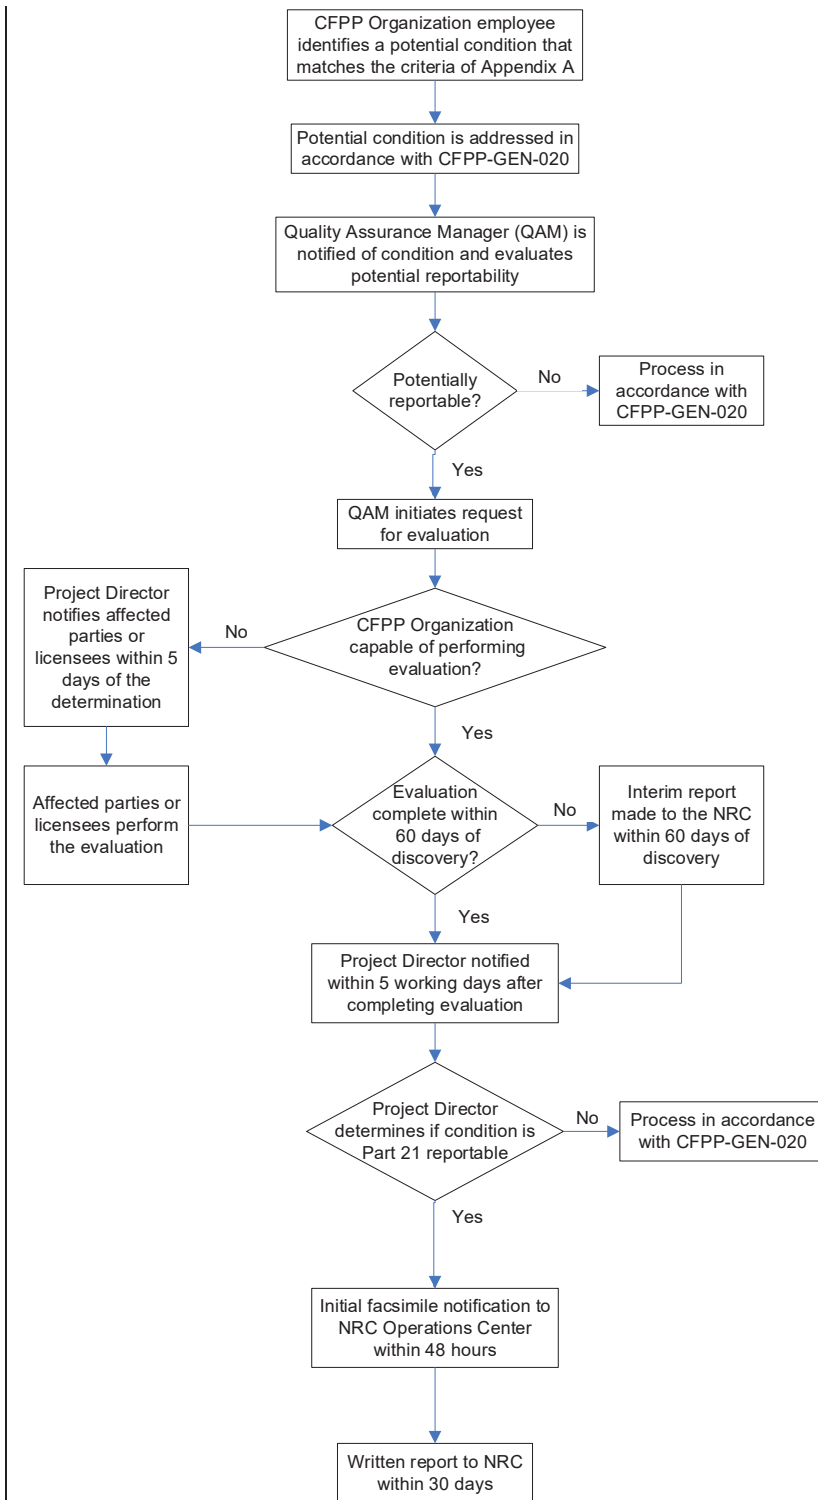 CFPP Organization employee
identifies a potential condition that
matches the criteria of Appendix A
Potential condition is addressed in
accordance with CFPP-GEN-020
Quality Assurance Manager (QAM) is
notified of condition and evaluates
potential reportability
Potentially
reportable?
No
Process in
accordance with
CFPP-GEN-020
Yes
QAM initiates request
for evaluation
Project Director
notifies affected
parties or
licensees within 5
days of the
determination
No
CFPP Organization
capable of performing
evaluation?
Yes
Affected parties or
licensees perform
the evaluation
Evaluation
complete within
60 days of
discovery?
No
Interim report
made to the NRC
within 60 days of
discovery
Yes
Project Director notified
within 5 working days after
completing evaluation
Project Director
determines if condition is
Part 21 reportable
No
Process in accordance
with CFPP-GEN-020
Yes
Initial facsimile notification to
NRC Operations Center
within 48 hours
Written report to NRC
within 30 days